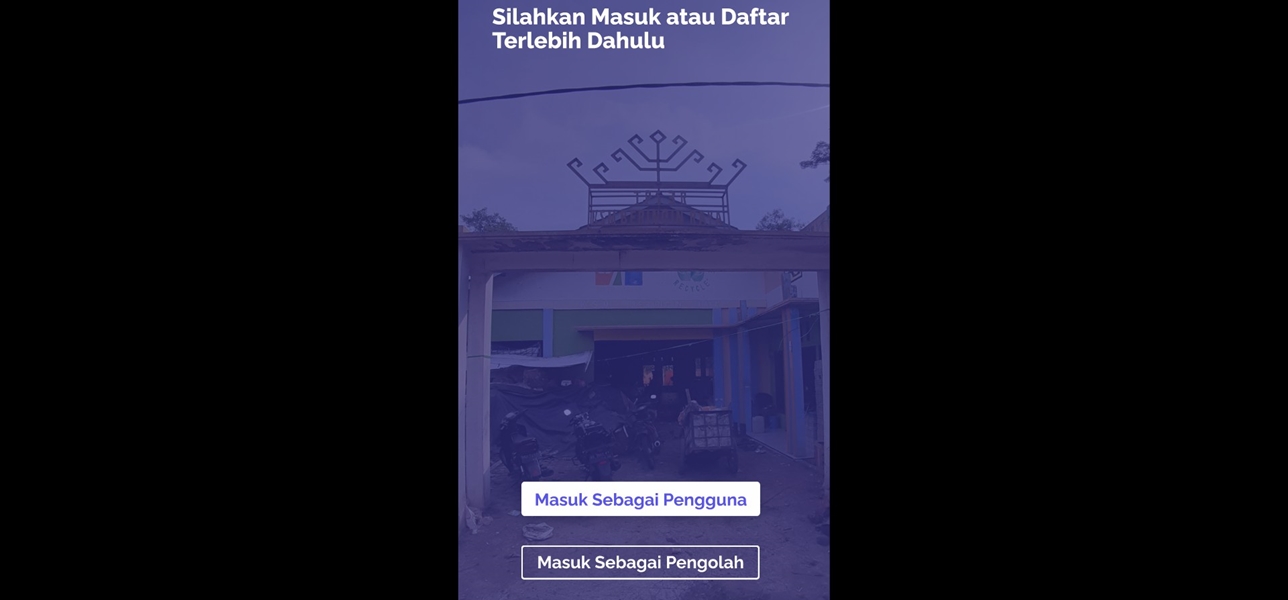 Silahkan Masuk atau Daftar
Terlebih Dahulu
Masuk Sebagai Pengguna
Masuk Sebagai Pengolah